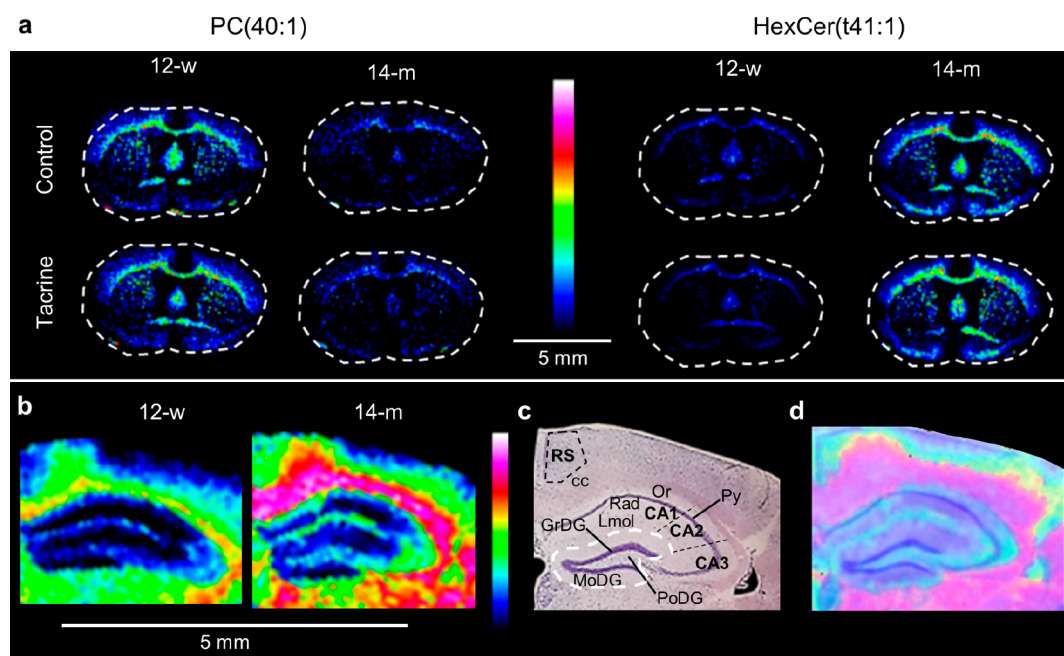 a
PC(40:1)
HexCer(t41:1)
12-w
14-m
12-w
14-m
Control
Tacrine
5 mm
b
12-w
14-m
5 mm
c
RS
cc
Or
Rad
CA1
Py
Lmol
CA2
GrDG
CA3
MoDG
PoDG
d